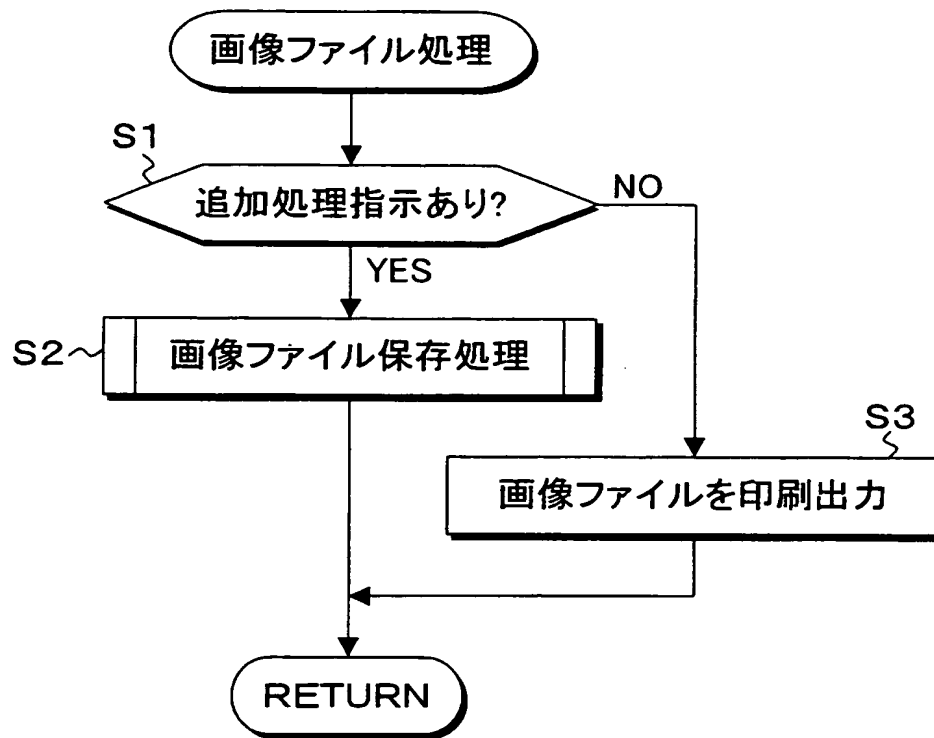 画像ファイル処理
S1
追加処理指示あり?
NO
YES
S2
画像ファイル保存処理
S3
画像ファイルを印刷出力
RETURN